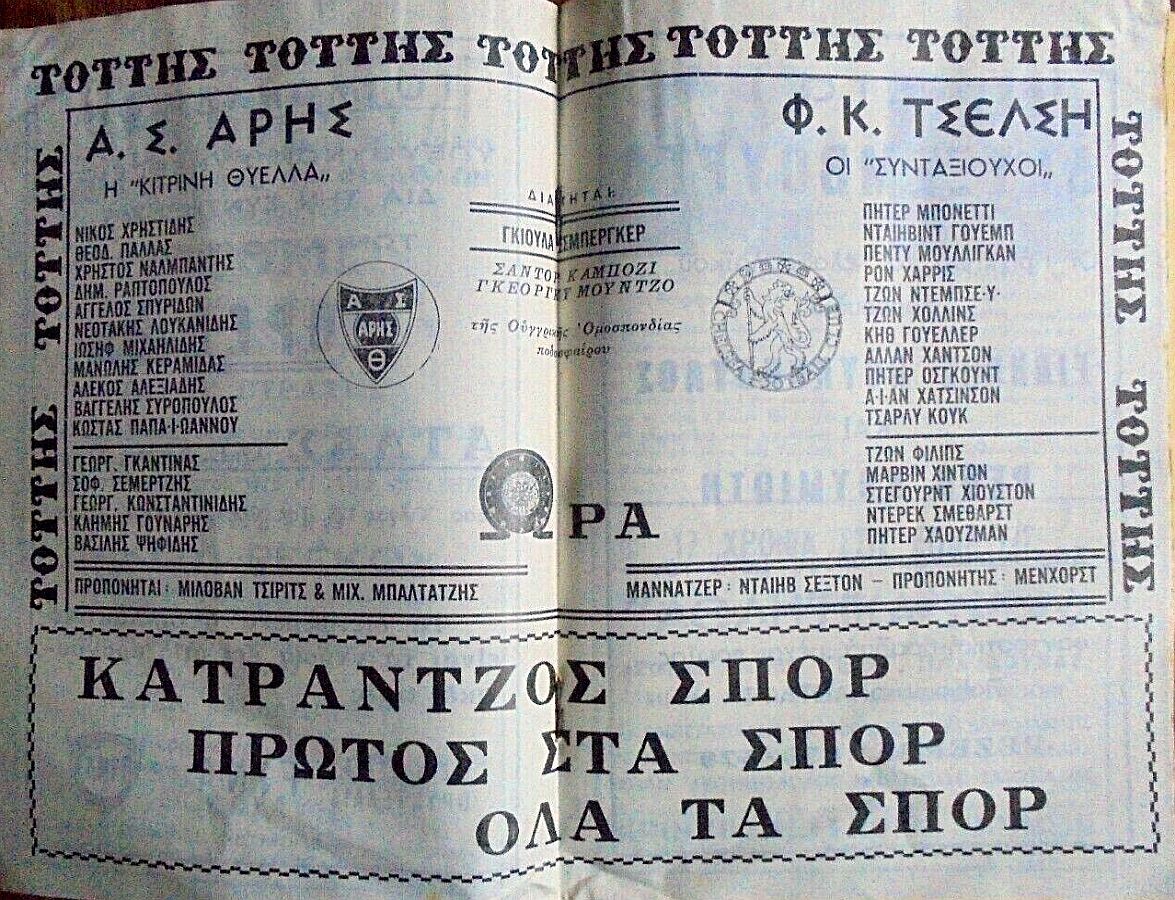 ΤΟΤΤΗΣ ΤΟΤΤΗΣ ΤΟΤΤΗΣ ΤΟΤΤΗΣ ΤΟΤΤΗΣ
ΤΟΤΤΗΣ
ΤΟΤΤΗΣ
Α. Σ. ΑΡΗΣ
Η "ΚΙΤΡΙΝΗ ΘΥΕΛΛΑ„
ΝΙΚΟΣ ΧΡΗΣΤΙΔΗΣ
ΘΕΟΔ. ΠΑΛΛΑΣ
ΧΡΗΣΤΟΣ ΝΑΛΜΠΑΝΤΗΣ
ΔΗΜ. ΡΑΠΤΟΠΟΥΛΟΣ
ΑΓΓΕΛΟΣ ΣΠΥΡΙΔΩΝ
ΝΕΟΤΑΚΗΣ ΛΟΥΚΑΝΙΔΗΣ
ΙΩΣΗΦ ΜΙΧΑΗΛΙΔΗΣ
ΜΑΝΩΛΗΣ ΚΕΡΑΜΙΔΑΣ
ΑΛΕΚΟΣ ΑΛΕΞΙΑΔΗΣ
ΒΑΓΓΕΛΗΣ ΣΥΡΟΠΟΥΛΟΣ
ΚΩΣΤΑΣ ΠΑΠΑ·Ι·ΩΑΝΝΟΥ
ΓΕΩΡΓ. ΓΚΑΝΤΙΝΑΣ
ΣΟΦ. ΣΕΜΕΡΤΖΗΣ
ΓΕΩΡΓ. ΚΩΝΣΤΑΝΤΙΝΙΔΗΣ
ΚΛΗΜΗΣ ΓΟΥΝΑΡΗΣ
ΒΑΣΙΛΗΣ ΨΗΦΙΔΗΣ
ΠΡΟΠΟΝΗΤΑΙ: ΜΙΛΟΒΑΝ ΤΣΙΡΙΤΣ & ΜΙΧ. ΜΠΑΛΤΑΤΖΗΣ
Α Σ
ΑΡΗΣ
Θ
ΔΙΑΙΤΗΤΑΙ:
ΣΑΝΤΟΡ ΚΑΜΠΟΖΙ
ΓΚΕΟΡΓΚΥ ΜΟΥΝΤΖΟ
τῆς Οὑγγρικῆς Ὁμοσπονδίας
ποδοσφαίρου
ΩΡΑ
Φ. Κ. ΤΣΕΛΣΗ
ΟΙ "ΣΥΝΤΑΞΙΟΥΧΟΙ„
ΠΗΤΕΡ ΜΠΟΝΕΤΤΙ
ΝΤΑΙΗΒΙΝΤ ΓΟΥΕΜΠ
ΠΕΝΤΥ ΜΟΥΛΛΙΓΚΑΝ
ΡΟΝ ΧΑΡΡΙΣ
ΤΖΩΝ ΝΤΕΜΠΣΕ·Υ·
ΤΖΩΝ ΧΟΛΛΙΝΣ
ΚΗΘ ΓΟΥΕΛΛΕΡ
ΑΛΛΑΝ ΧΑΝΤΣΟΝ
ΠΗΤΕΡ ΟΣΓΚΟΥΝΤ
Α·Ι·ΑΝ ΧΑΤΣΙΝΣΟΝ
ΤΣΑΡΛΥ ΚΟΥΚ
ΤΖΩΝ ΦΙΛΙΠΣ
ΜΑΡΒΙΝ ΧΙΝΤΟΝ
ΣΤΕΓΟΥΡΝΤ ΧΙΟΥΣΤΟΝ
ΝΤΕΡΕΚ ΣΜΕΘΑΡΣΤ
ΠΗΤΕΡ ΧΑΟΥΖΜΑΝ
ΜΑΝΝΑΤΖΕΡ: ΝΤΑΙΗΒ ΣΕΞΤΟΝ – ΠΡΟΠΟΝΗΤΗΣ: ΜΕΝΧΟΡΣΤ
ΤΟΤΤΗΣ
ΤΟΤΤΗΣ
ΚΑΤΡΑΝΤΖΟΣ ΣΠΟΡ
ΠΡΩΤΟΣ ΣΤΑ ΣΠΟΡ
ΟΛΑ ΤΑ ΣΠΟΡ